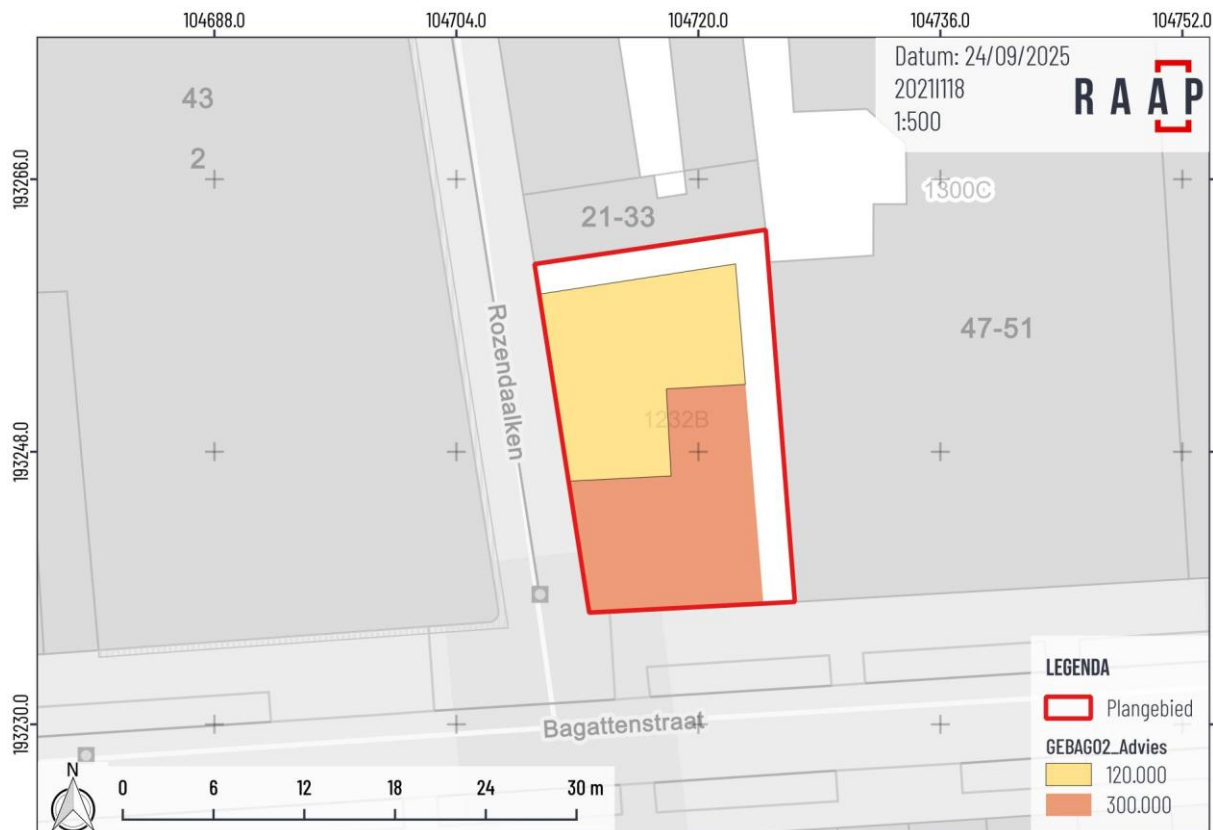 104688.0 104704.0 104720.0 104736.0 104752.0
Datum: 24/09/2025
2021I118
1:500
RAAP
43
2
193266.0
1300C
21-33
47-51
Rozendaalken
1232B
193248.0
193230.0
Bagattenstraat
LEGENDA
Plangebied
GEBAGO2_Advies
120.000
300.000
N
0 6 12 18 24 30 m